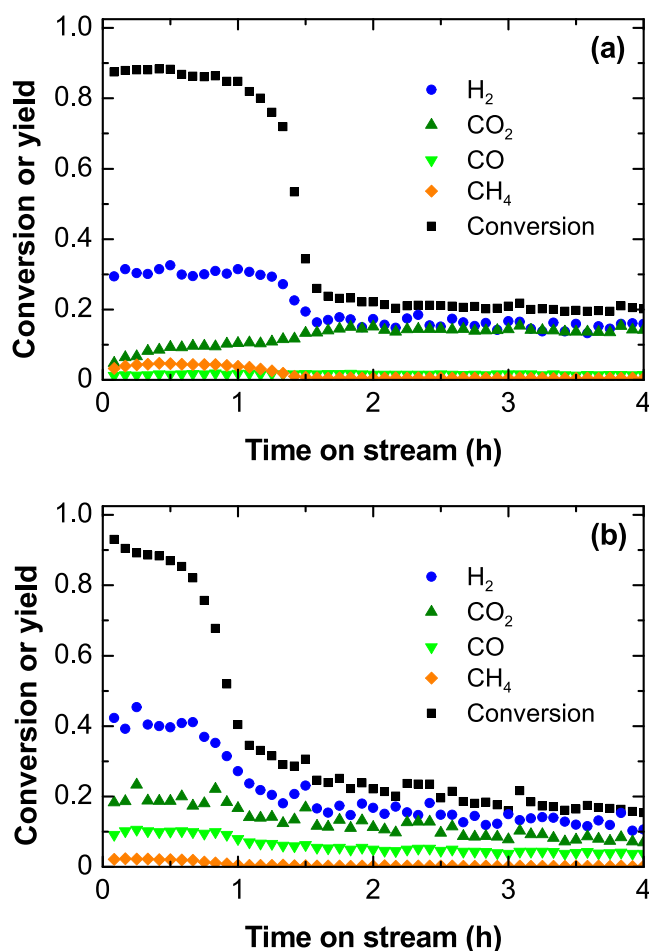 (a)
1.0
0.8
0.6
0.4
0.2
0
Conversion or yield
H₂
CO₂
CO
CH₄
Conversion
0 1 2 3 4
Time on stream (h)
(b)
1.0
0.8
0.6
0.4
0.2
0
Conversion or yield
H₂
CO₂
CO
CH₄
Conversion
0 1 2 3 4
Time on stream (h)